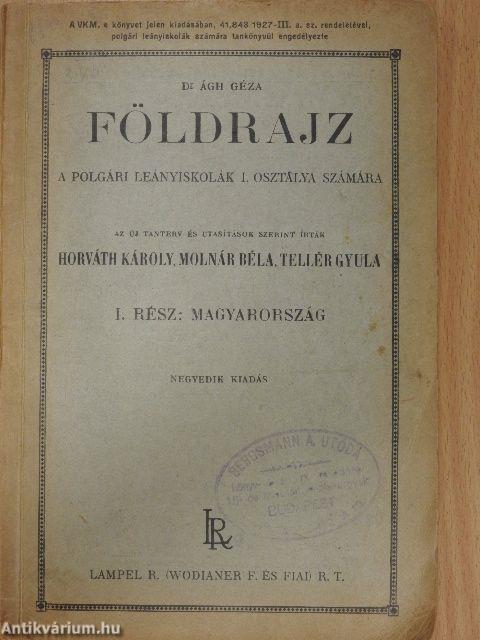 A VKM. e könyvet jelen kiadásában, 41.843.1927-III. a. sz. rendeletével,
polgári leányiskolák számára tankönyvül engedélyezte
Dr ÁGH GÉZA
FÖLDRAJZ
A POLGÁRI LEÁNYISKOLÁK I. OSZTÁLYA SZÁMÁRA
AZ ÚJ TANTERV ÉS UTASÍTÁSOK SZERINT ÍRTÁK
HORVÁTH KÁROLY, MOLNÁR BÉLA, TELLÉR GYULA
I. RÉSZ: MAGYARORSZÁG
NEGYEDIK KIADÁS
BERGSMANN A. UTÓDA
BUDAPEST
LR
LAMPEL R. (WODIANER F. ÉS FIAI) R. T.
Antikvárium.hu